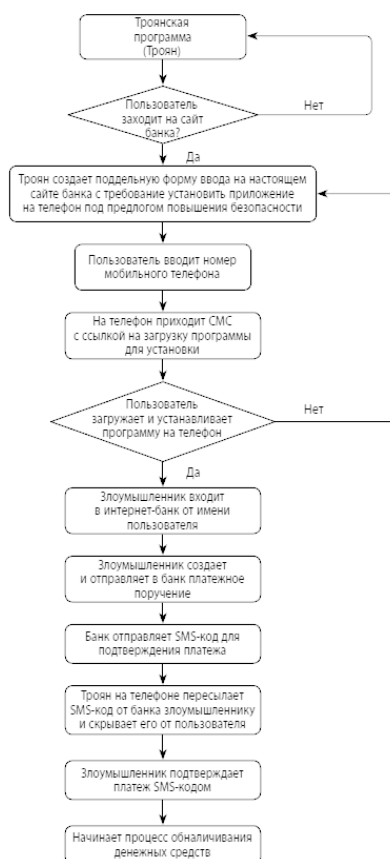 Троянская
программа
(Троян)
Пользователь
заходит на сайт
банка?
Нет
Да
Троян создает поддельную форму ввода на настоящем
сайте банка с требование установить приложение
на телефон под предлогом повышения безопасности
Пользователь вводит номер
мобильного телефона
На телефон приходит СМС
с ссылкой на загрузку программы
для установки
Пользователь
загружает и устанавливает
программу на телефон
Нет
Да
Злоумышленник входит
в интернет-банк от имени
пользователя
Злоумышленник создает
и отправляет в банк платежное
поручение
Банк отправляет SMS-код для
подтверждения платежа
Троян на телефоне пересылает
SMS-код от банка злоумышленнику
и скрывает его от пользователя
Злоумышленник подтверждает
платеж SMS-кодом
Начинает процесс обналичивания
денежных средств